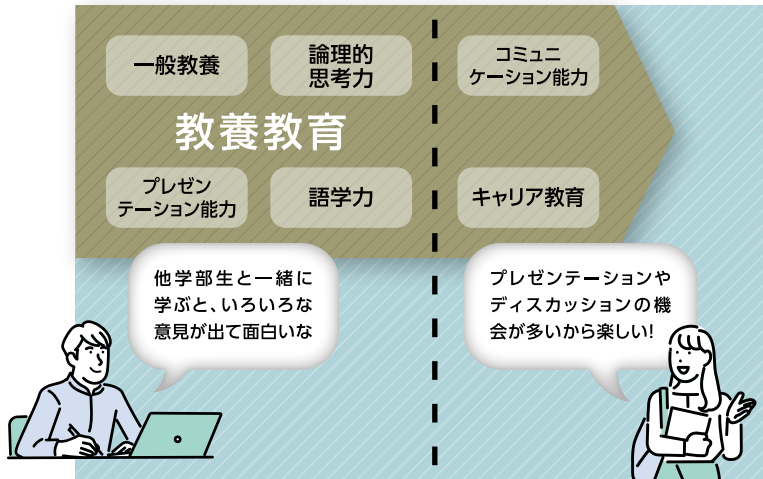 一般教養
論理的
思考力
コミュニ
ケーション能力
教養教育
プレゼン
テーション能力
語学力
キャリア教育
他学部生と一緒に
学ぶと、いろいろな
意見が出て面白いな
プレゼンテーションや
ディスカッションの機
会が多いから楽しい!